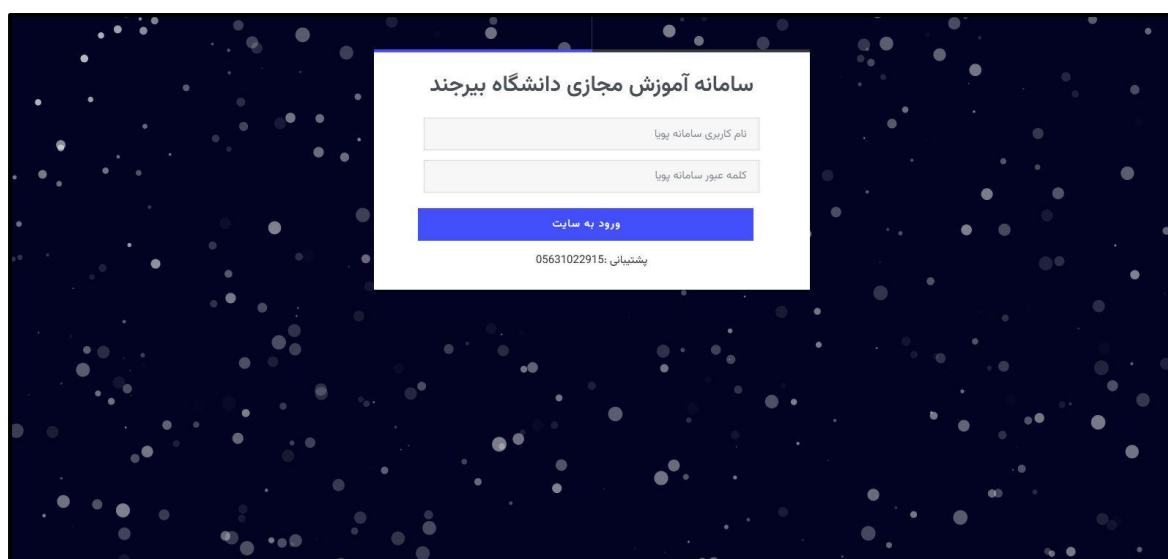 سامانه آموزش مجازی دانشگاه بیرجند
نام کاربری سامانه پویا
کلمه عبور سامانه پویا
ورود به سایت
پشتیبانی :05631022915